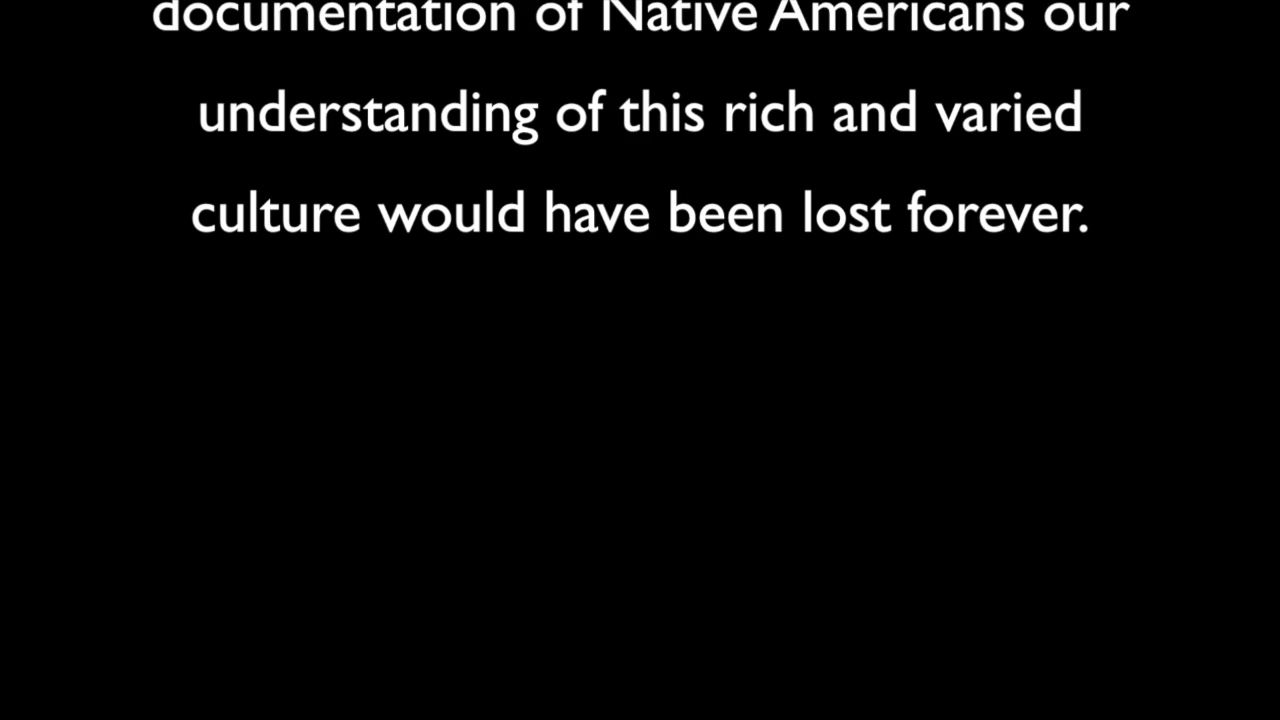 documentation of Native Americans our
understanding of this rich and varied
culture would have been lost forever.